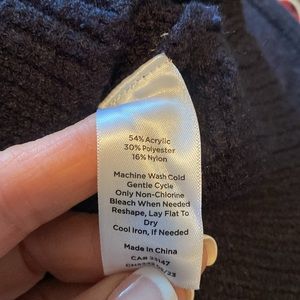 54% Acrylic
30% Polyester
16% Nylon
Machine Wash Cold
Gentle Cycle
Only Non-Chlorine
Bleach When Needed
Reshape, Lay Flat To
Dry
Cool Iron, If Needed
Made In China